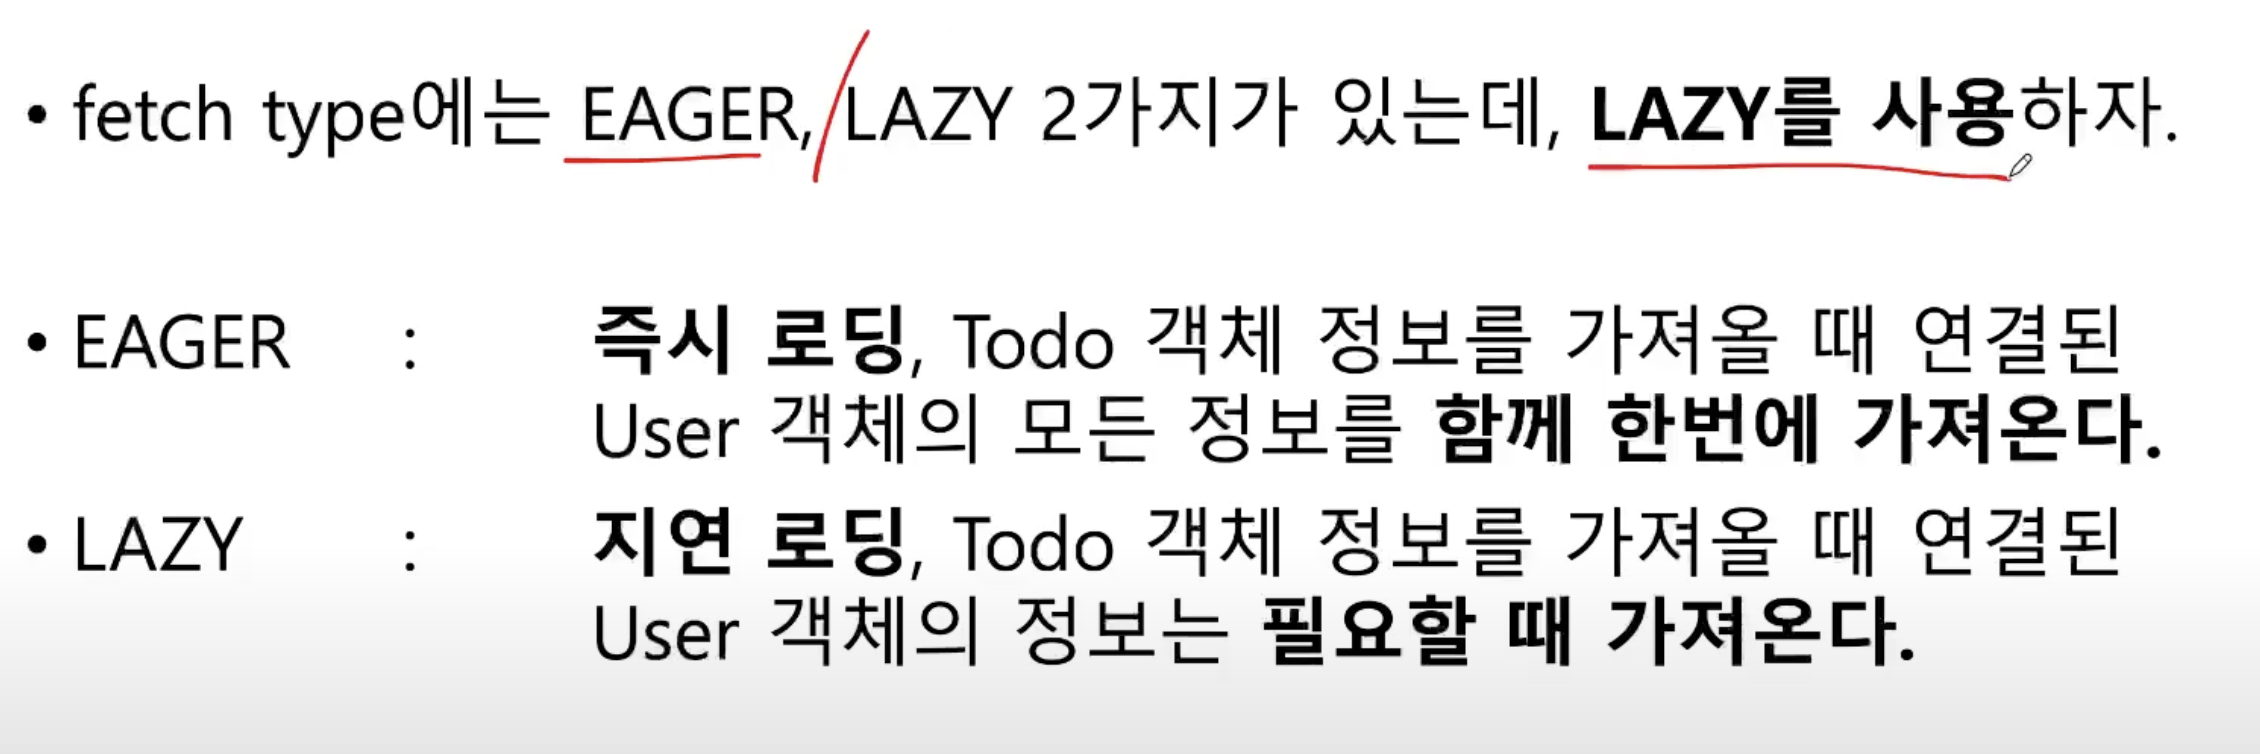 • fetch type에는 EAGER, LAZY 2가지가 있는데, LAZY를 사용하자.
• EAGER : 즉시 로딩, Todo 객체 정보를 가져올 때 연결된
User 객체의 모든 정보를 함께 한번에 가져온다.
• LAZY : 지연 로딩, Todo 객체 정보를 가져올 때 연결된
User 객체의 정보는 필요할 때 가져온다.